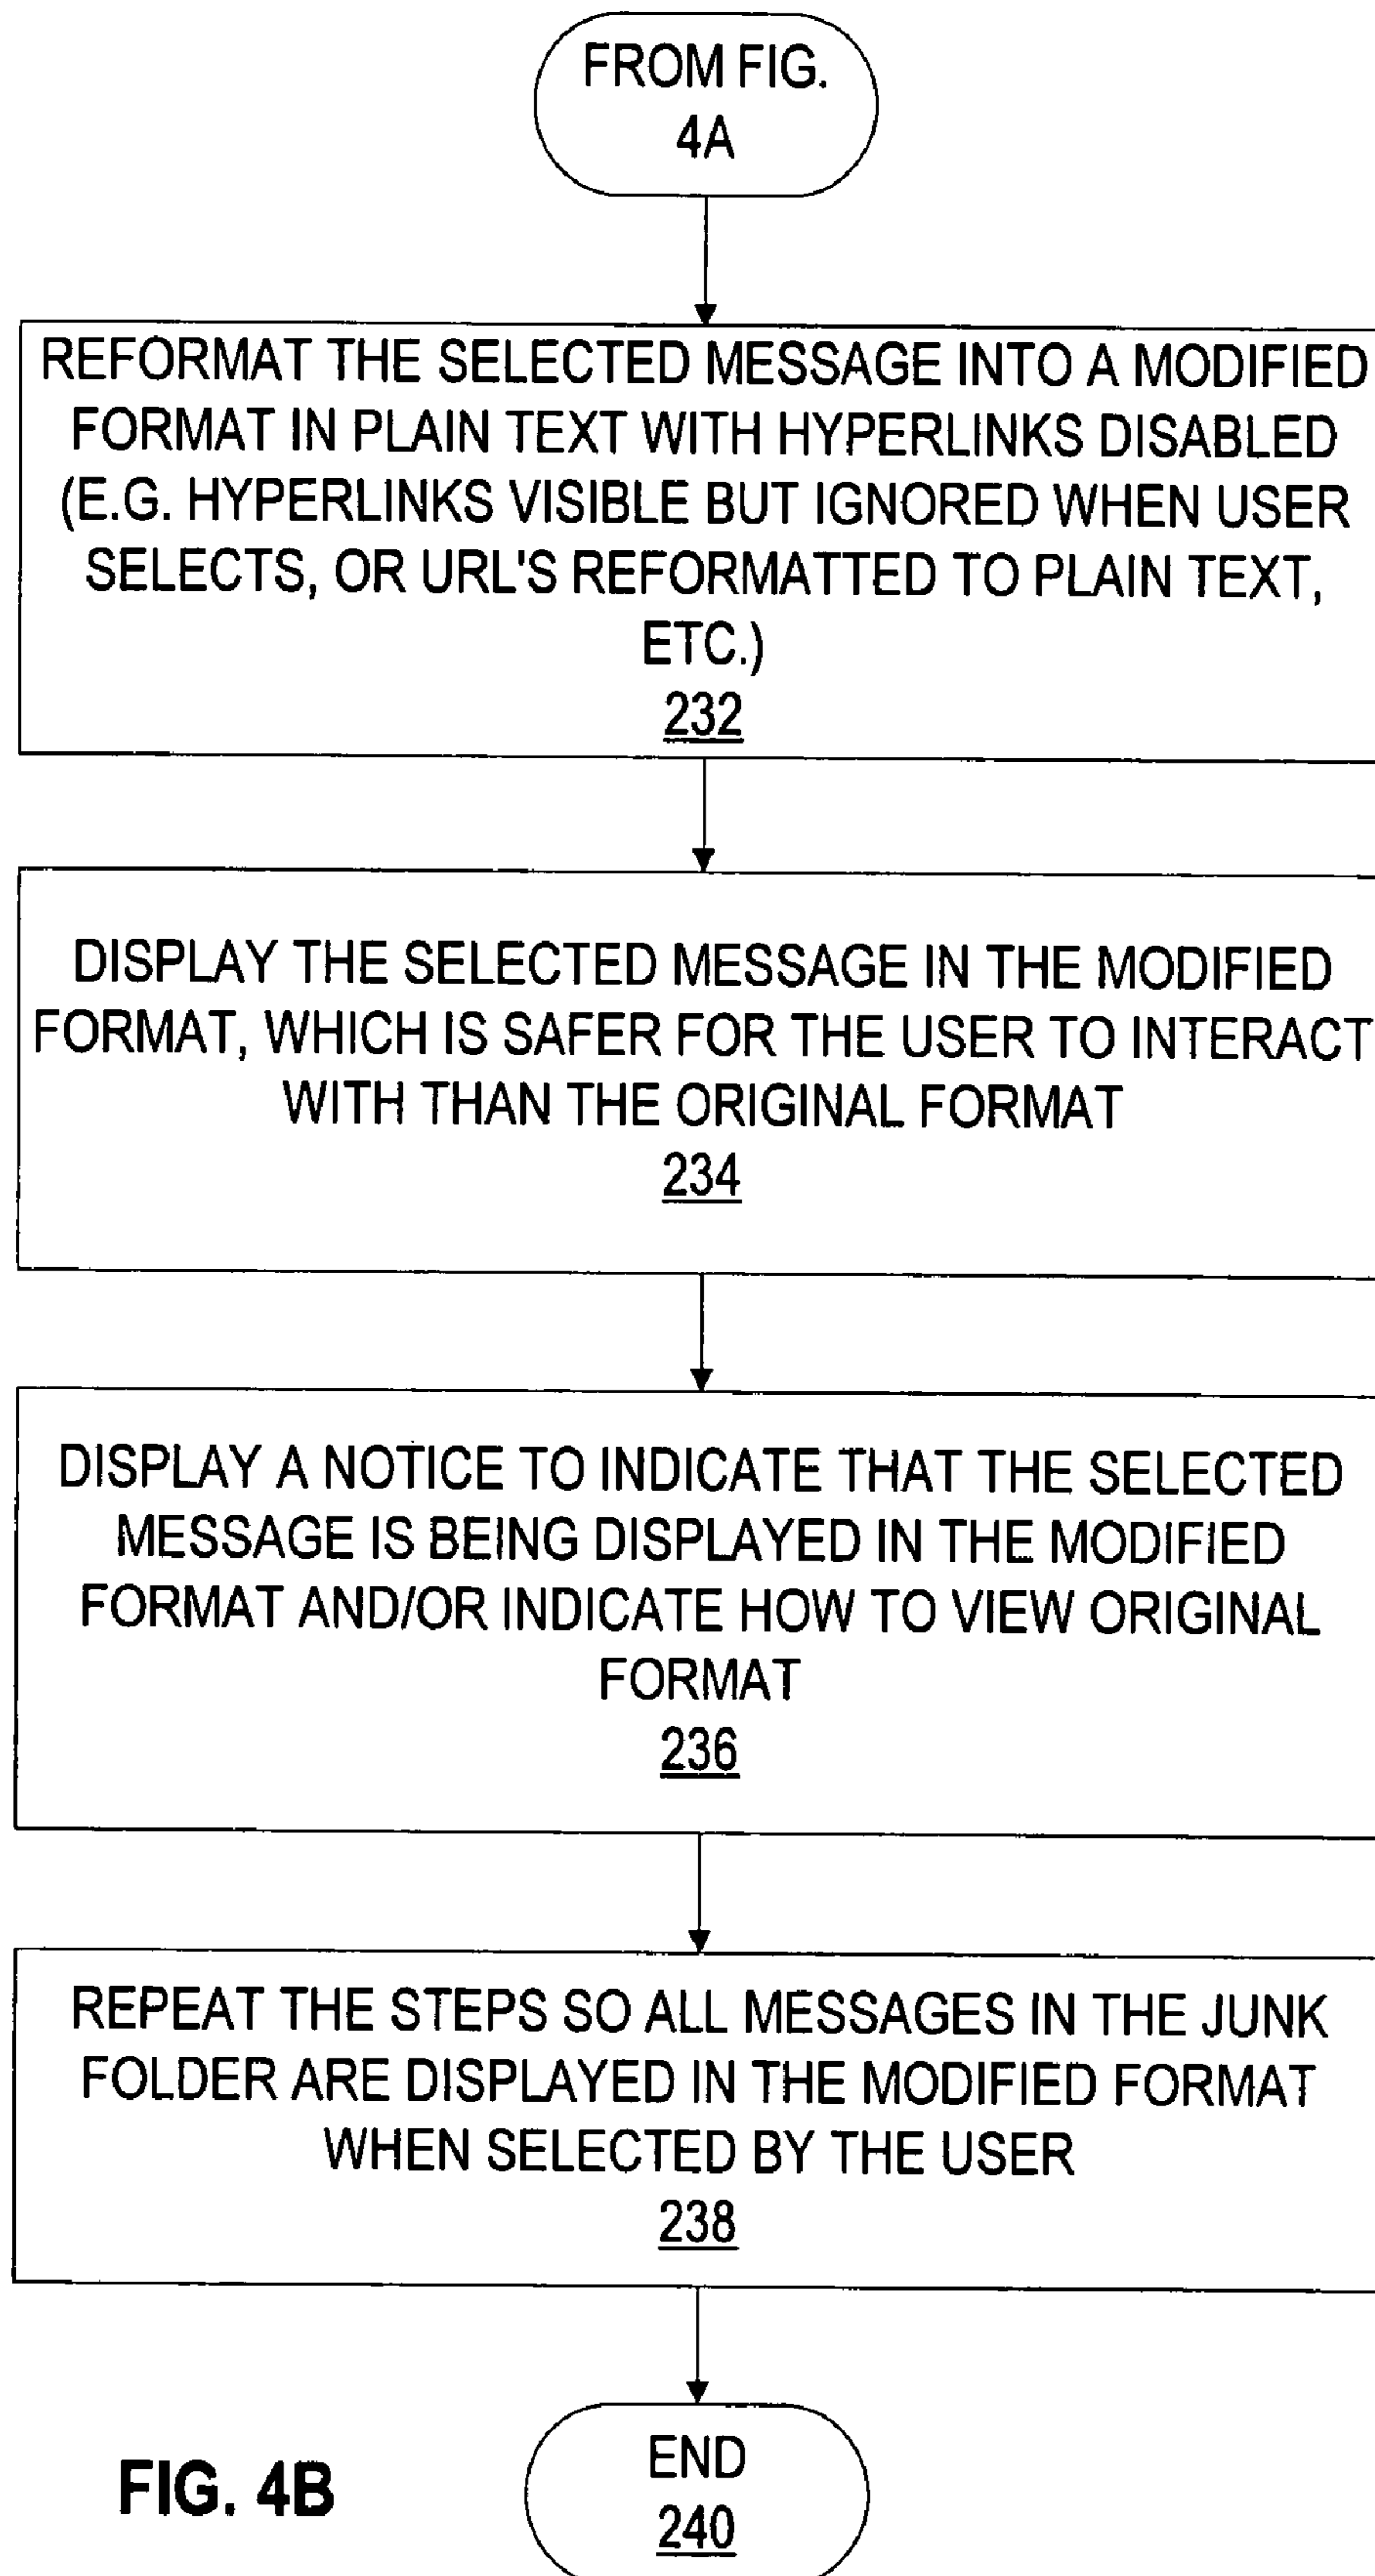 FROM FIG.
4A
REFORMAT THE SELECTED MESSAGE INTO A MODIFIED
FORMAT IN PLAIN TEXT WITH HYPERLINKS DISABLED
(E.G. HYPERLINKS VISIBLE BUT IGNORED WHEN USER
SELECTS, OR URL'S REFORMATTED TO PLAIN TEXT,
ETC.)
232
DISPLAY THE SELECTED MESSAGE IN THE MODIFIED
FORMAT, WHICH IS SAFER FOR THE USER TO INTERACT
WITH THAN THE ORIGINAL FORMAT
234
DISPLAY A NOTICE TO INDICATE THAT THE SELECTED
MESSAGE IS BEING DISPLAYED IN THE MODIFIED
FORMAT AND/OR INDICATE HOW TO VIEW ORIGINAL
FORMAT
236
REPEAT THE STEPS SO ALL MESSAGES IN THE JUNK
FOLDER ARE DISPLAYED IN THE MODIFIED FORMAT
WHEN SELECTED BY THE USER
238
END
240
FIG. 4B